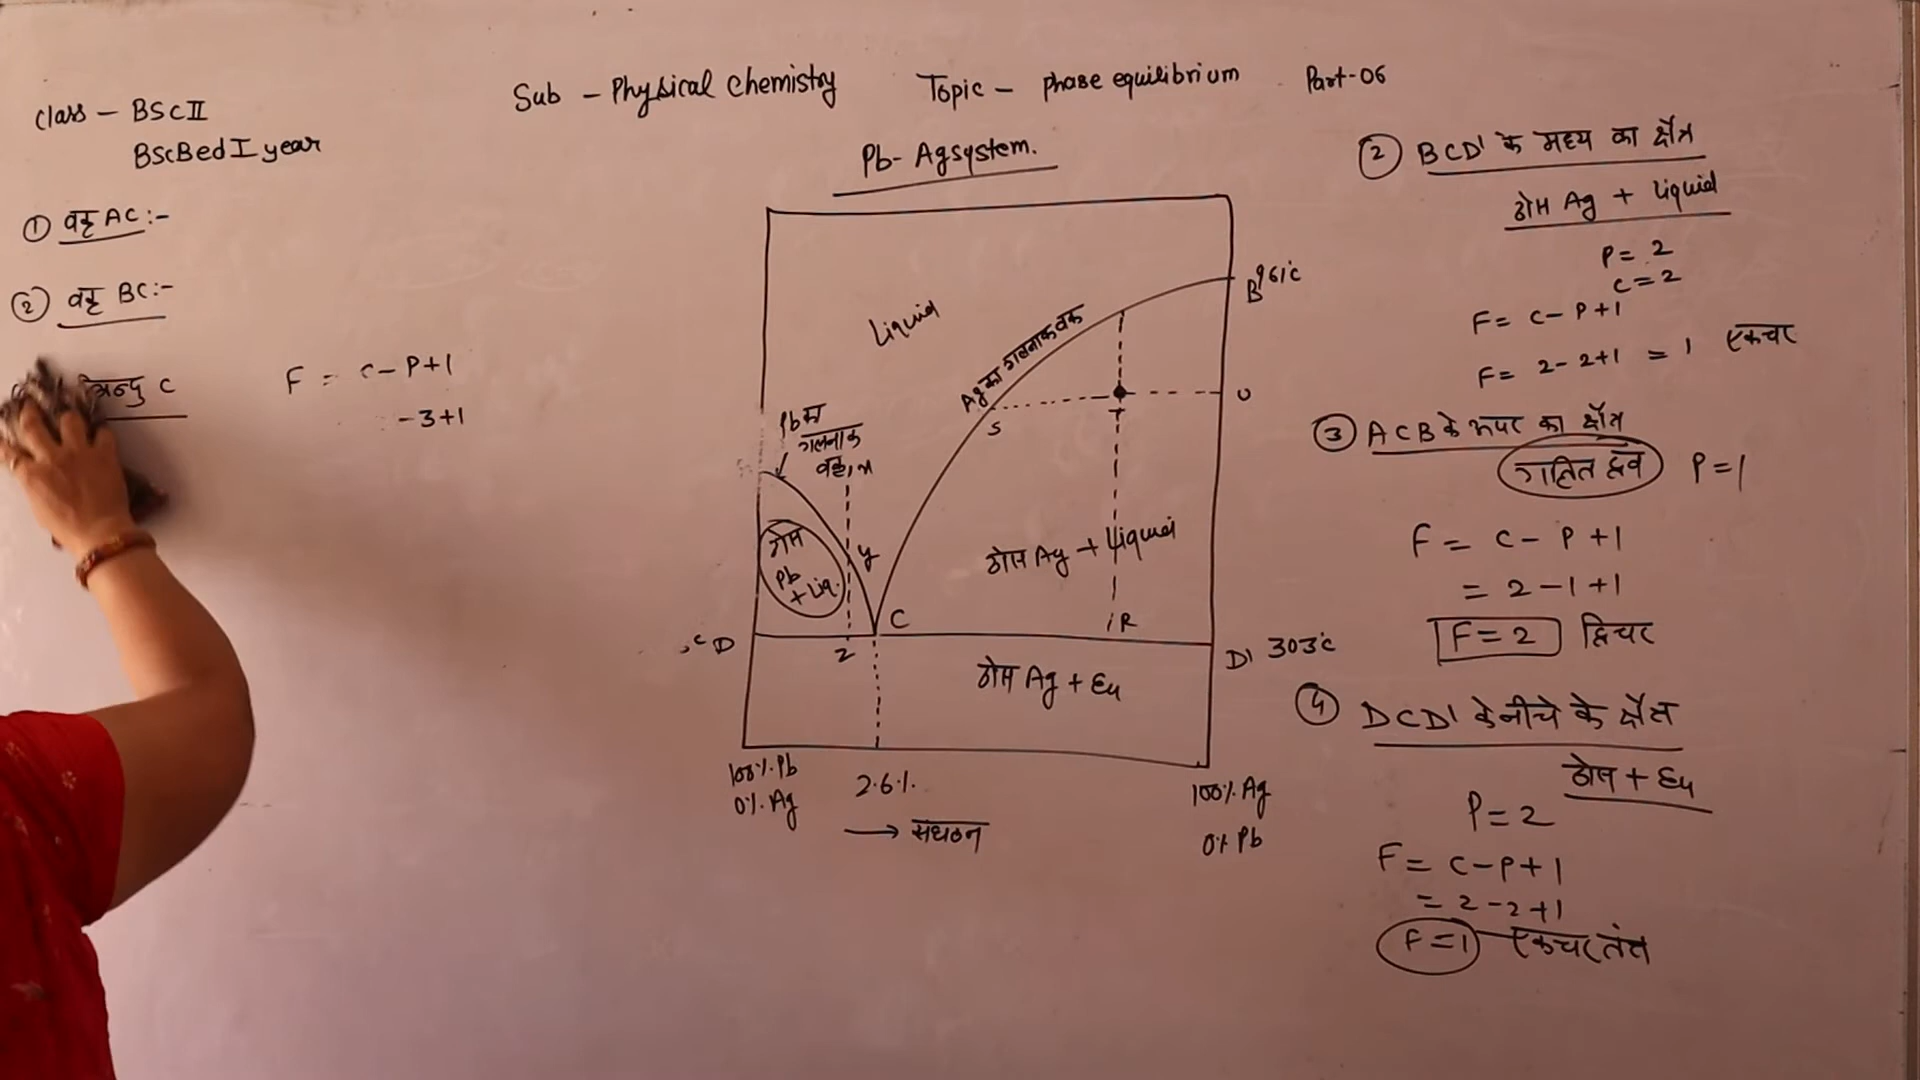 Class - BSc II
BScBed I year
Sub - Physical Chemistry
Topic - phase equilibrium
Part-06
Pb- Ag system.
① वक्र AC :-
② वक्र BC:-
बिन्दु C
F = C - P + 1
- 3 + 1
Liquid
Ag का गलनांक वक्र
B 961°C
Pb का
गलनांक
वक्र, x
S
T
U
ठोस
Pb
+ Liq.
y
C
ठोस Ag + Liquid
R
°C D
Z
D' 303°C
ठोस Ag + Eu
100% Pb
0% Ag
2.6%
→ संघठन
100% Ag
0% Pb
② BCD' के मध्य का क्षेत्र
ठोस Ag + Liquid
P = 2
C = 2
F = C - P + 1
F = 2 - 2 + 1 = 1 एकचर
③ ACB के ऊपर का क्षेत्र
गलित द्रव P = 1
F = C - P + 1
= 2 - 1 + 1
F = 2 द्विचर
④ DCD' के नीचे के क्षेत्र
ठोस + Eu
P = 2
F = C - P + 1
= 2 - 2 + 1
F = 1 एकचर तंत्र